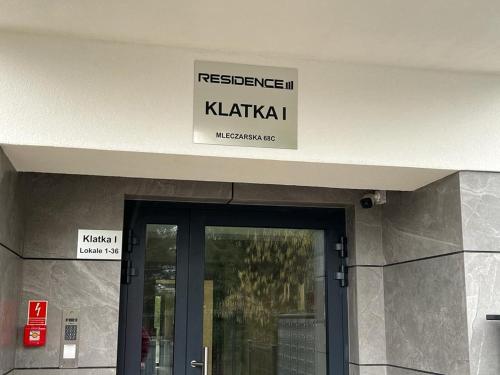 RESIDENCE
KLATKA I
MLECZARSKA 68C
Klatka I
Lokale 1-36